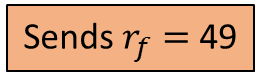 Sends r_f = 49